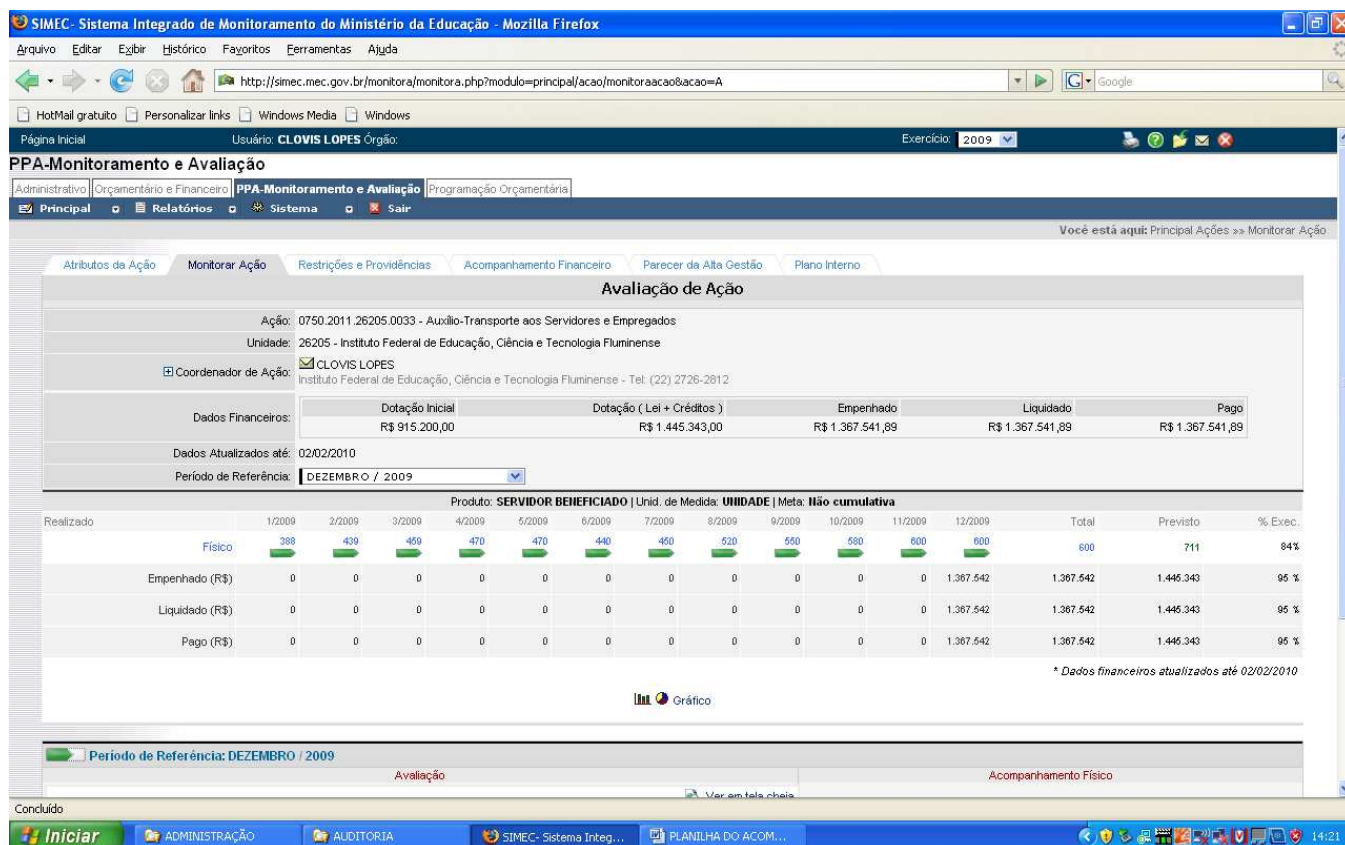 SIMEC- Sistema Integrado de Monitoramento do Ministério da Educação - Mozilla Firefox
Arquivo Editar Exibir Histórico Favoritos Ferramentas Ajuda
http://simec.mec.gov.br/monitora/monitora.php?modulo=principal/acao/monitoraacao&acao=A G Google
HotMail gratuito Personalizar links Windows Media Windows
Página Inicial Usuário: CLOVIS LOPES Órgão: Exercício: 2009
PPA-Monitoramento e Avaliação
Administrativo Orçamentário e Financeiro PPA-Monitoramento e Avaliação Programação Orçamentária
Principal Relatórios Sistema Sair
Você está aqui: Principal Ações >> Monitorar Ação
Atributos da Ação Monitorar Ação Restrições e Providências Acompanhamento Financeiro Parecer da Alta Gestão Plano Interno
Avaliação de Ação
Ação: 0750.2011.26205.0033 - Auxílio-Transporte aos Servidores e Empregados
Unidade: 26205 - Instituto Federal de Educação, Ciência e Tecnologia Fluminense
Coordenador de Ação: CLOVIS LOPES
Instituto Federal de Educação, Ciência e Tecnologia Fluminense - Tel: (22) 2726-2812
Dados Financeiros: Dotação Inicial Dotação ( Lei + Créditos ) Empenhado Liquidado Pago
R$ 915.200,00 R$ 1.445.343,00 R$ 1.367.541,89 R$ 1.367.541,89 R$ 1.367.541,89
Dados Atualizados até: 02/02/2010
Período de Referência: DEZEMBRO / 2009
Produto: SERVIDOR BENEFICIADO | Unid. de Medida: UNIDADE | Meta: Não cumulativa
Realizado 1/2009 2/2009 3/2009 4/2009 5/2009 6/2009 7/2009 8/2009 9/2009 10/2009 11/2009 12/2009 Total Previsto % Exec.
Físico 388 439 459 470 470 440 450 520 550 580 600 600 600 711 84%
Empenhado (R$) 0 0 0 0 0 0 0 0 0 0 0 1.367.542 1.367.542 1.445.343 95 %
Liquidado (R$) 0 0 0 0 0 0 0 0 0 0 0 1.367.542 1.367.542 1.445.343 95 %
Pago (R$) 0 0 0 0 0 0 0 0 0 0 0 1.367.542 1.367.542 1.445.343 95 %
* Dados financeiros atualizados até 02/02/2010
Gráfico
Período de Referência: DEZEMBRO / 2009
Avaliação Acompanhamento Físico
Ver em tela cheia
Concluído
Iniciar ADMINISTRAÇÃO AUDITORIA SIMEC- Sistema Integ... PLANILHA DO ACOM... 14:21